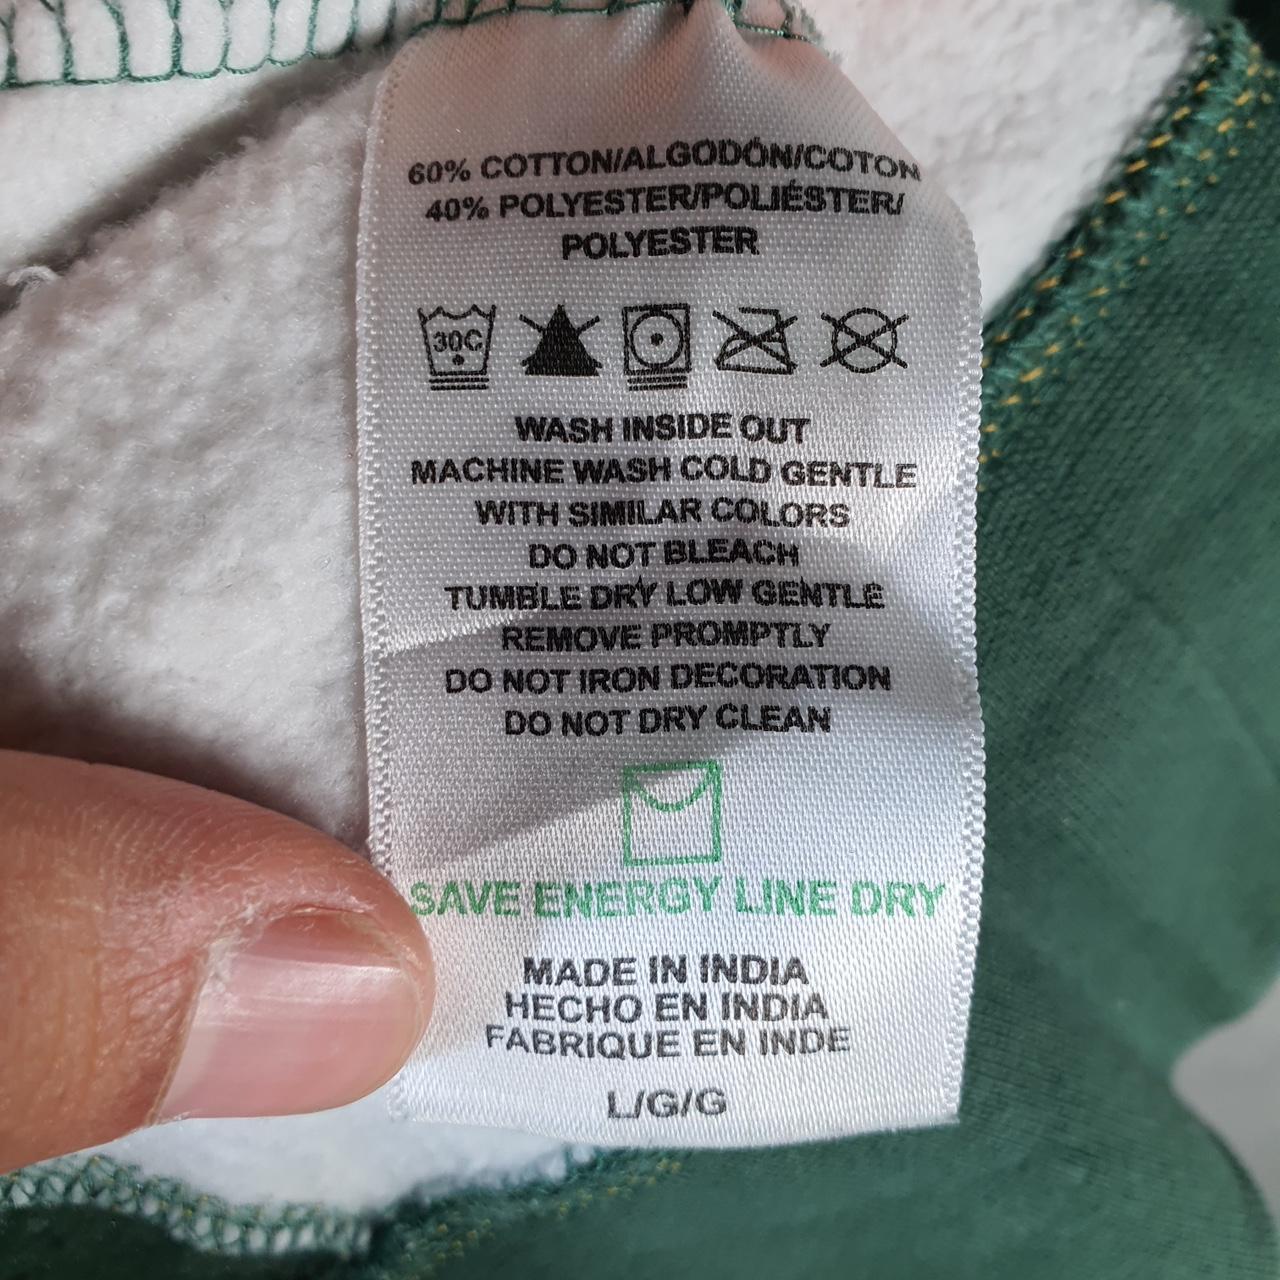 60% COTTON/ALGODÓN/COTON
40% POLYESTER/POLIÉSTER/
POLYESTER
30C
WASH INSIDE OUT
MACHINE WASH COLD GENTLE
WITH SIMILAR COLORS
DO NOT BLEACH
TUMBLE DRY LOW GENTLE
REMOVE PROMPTLY
DO NOT IRON DECORATION
DO NOT DRY CLEAN
SAVE ENERGY LINE DRY
MADE IN INDIA
HECHO EN INDIA
FABRIQUE EN INDE
L/G/G